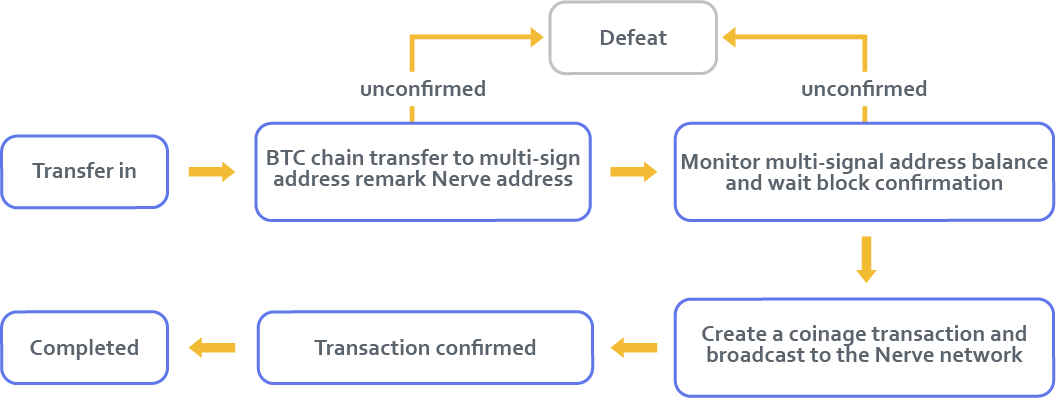 Defeat
unconfirmed
unconfirmed
Transfer in
BTC chain transfer to multi-sign
address remark Nerve address
Monitor multi-signal address balance
and wait block confirmation
Completed
Transaction confirmed
Create a coinage transaction and
broadcast to the Nerve network